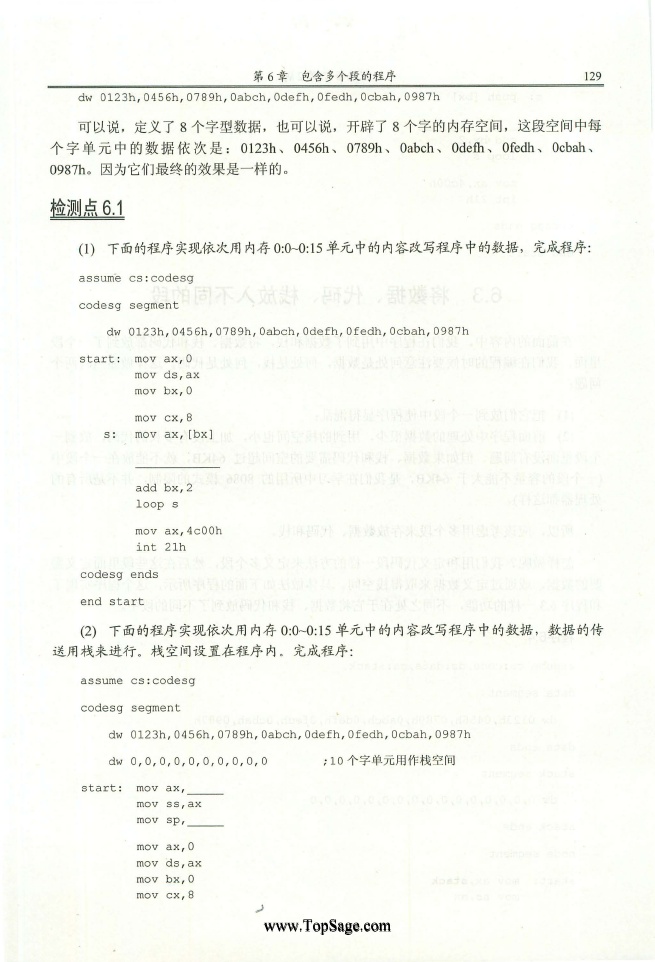 第 6 章 包含多个段的程序 129
dw 0123h,0456h,0789h,0abch,0defh,0fedh,0cbah,0987h
可以说，定义了 8 个字型数据，也可以说，开辟了 8 个字的内存空间，这段空间中每
个字单元中的数据依次是：0123h、0456h、0789h、0abch、0defh、0fedh、0cbah、
0987h。因为它们最终的效果是一样的。
检测点 6.1
(1) 下面的程序实现依次用内存 0:0~0:15 单元中的内容改写程序中的数据，完成程序:
assume cs:codesg
codesg segment
dw 0123h,0456h,0789h,0abch,0defh,0fedh,0cbah,0987h
start: mov ax,0
mov ds,ax
mov bx,0
mov cx,8
s: mov ax,[bx]
____________
add bx,2
loop s
mov ax,4c00h
int 21h
codesg ends
end start
(2) 下面的程序实现依次用内存 0:0~0:15 单元中的内容改写程序中的数据，数据的传
送用栈来进行。栈空间设置在程序内。完成程序:
assume cs:codesg
codesg segment
dw 0123h,0456h,0789h,0abch,0defh,0fedh,0cbah,0987h
dw 0,0,0,0,0,0,0,0,0,0 ;10 个字单元用作栈空间
start: mov ax,_____
mov ss,ax
mov sp,_____
mov ax,0
mov ds,ax
mov bx,0
mov cx,8
www.TopSage.com